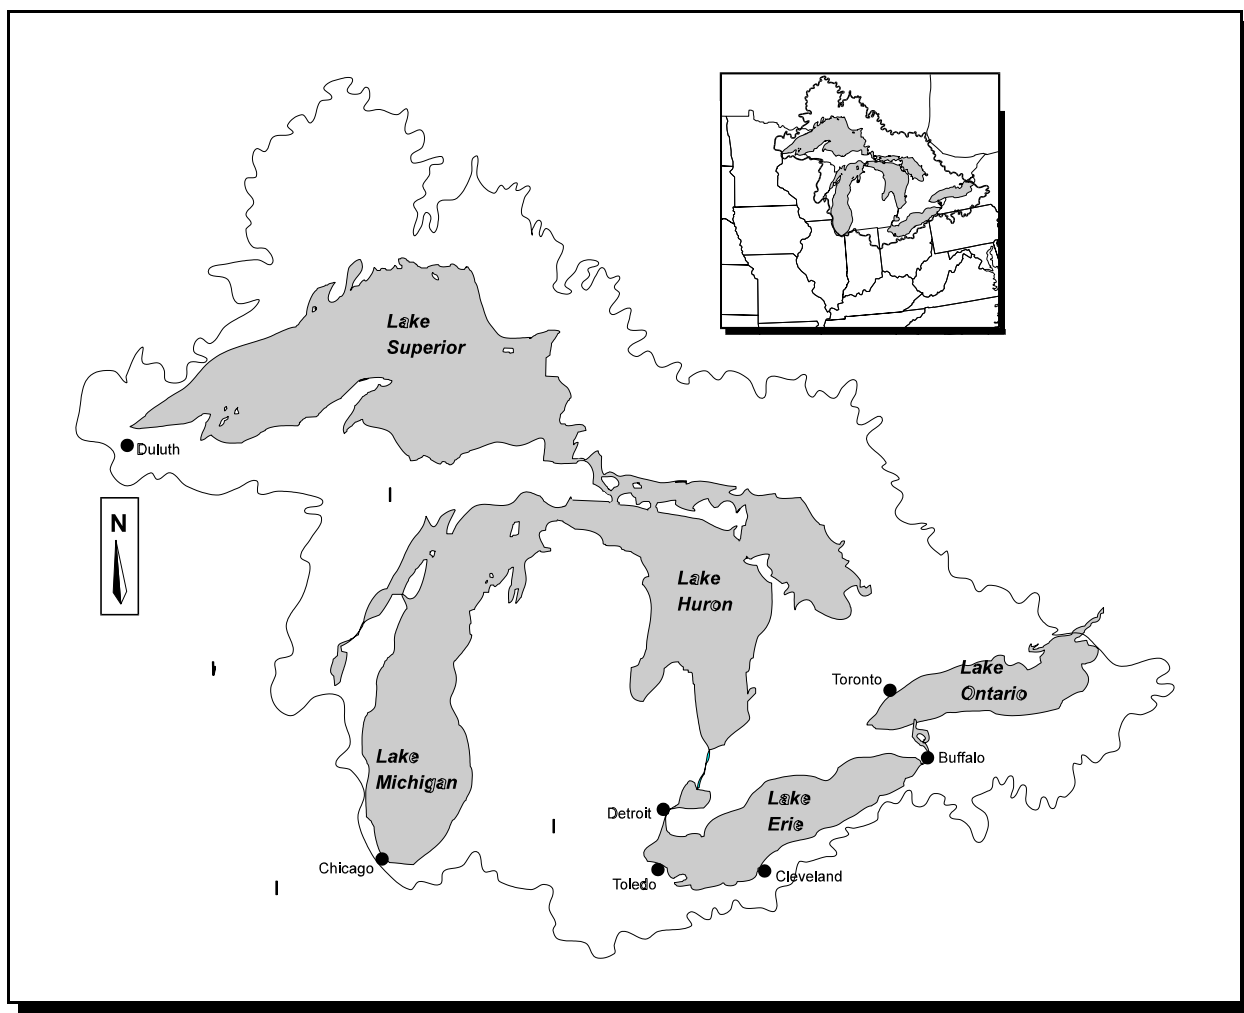 Lake
Superior
Duluth
N
Lake
Huron
Toronto
Lake
Ontario
Lake
Michigan
Buffalo
Lake
Erie
Detroit
Chicago
Toledo
Cleveland